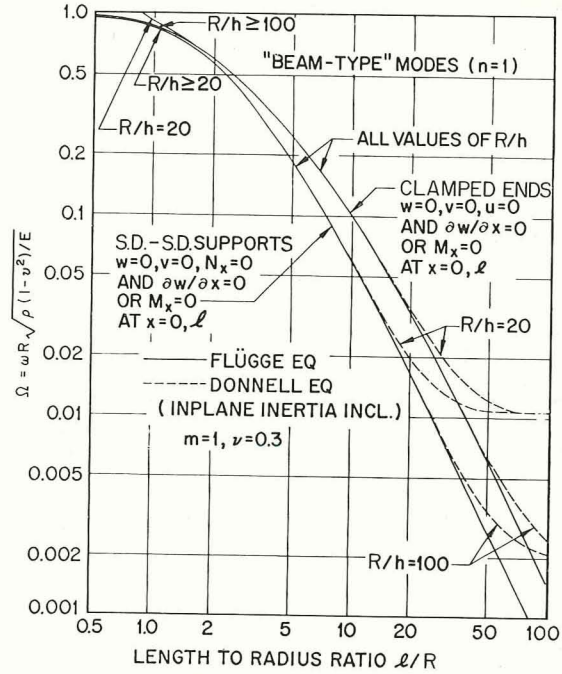 1.0
R/h≥100
"BEAM-TYPE" MODES (n=1)
0.5
R/h≥20
R/h=20
0.2
ALL VALUES OF R/h
0.1
CLAMPED ENDS
w=0,v=0,u=0
AND ∂w/∂x=0
OR Mx=0
AT x=0, ℓ
S.D.-S.D.SUPPORTS
w=0,v=0, Nx=0
AND ∂w/∂x=0
OR Mx=0
AT x=0, ℓ
0.05
R/h=20
0.02
FLÜGGE EQ
DONNELL EQ
(INPLANE INERTIA INCL.)
m=1, ν=0.3
0.01
0.005
0.002
R/h=100
0.001
0.5 1.0 2 5 10 20 50 100
LENGTH TO RADIUS RATIO ℓ/R
Ω = ωR√ρ(1-ν²)/E